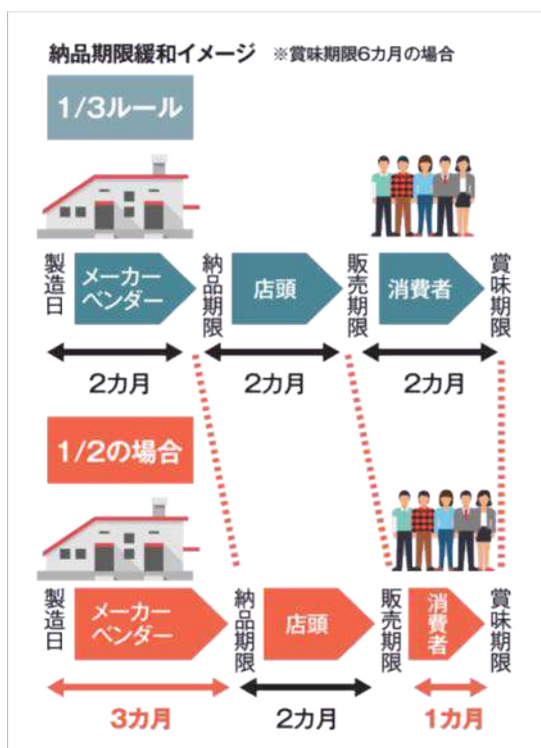 納品期限緩和イメージ ※賞味期限6カ月の場合
1/3ルール
製造日
メーカー
ベンダー
納品期限
店頭
販売期限
消費者
賞味期限
2カ月
2カ月
2カ月
1/2の場合
製造日
メーカー
ベンダー
納品期限
店頭
販売期限
消費者
賞味期限
3カ月
2カ月
1カ月